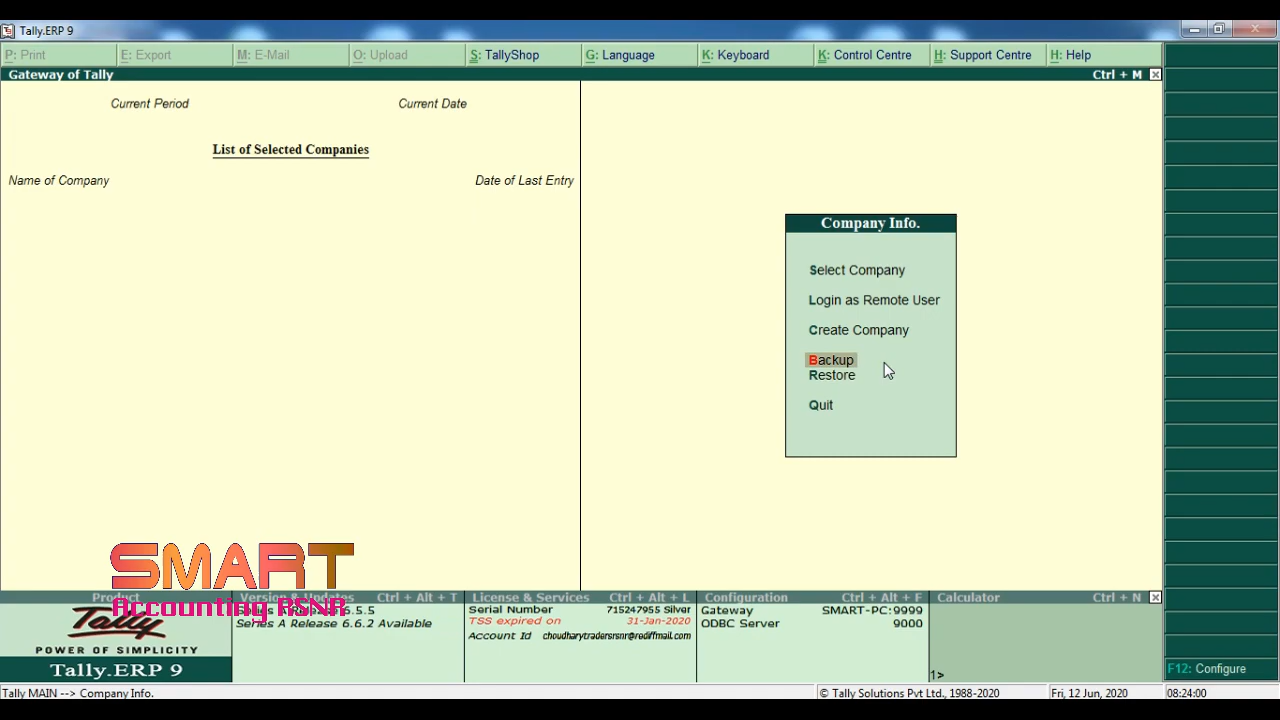 Tally.ERP 9
P: Print E: Export M: E-Mail O: Upload S: TallyShop G: Language K: Keyboard K: Control Centre H: Support Centre H: Help
Gateway of Tally Ctrl + M
Current Period Current Date
List of Selected Companies
Name of Company Date of Last Entry
Company Info.
Select Company
Login as Remote User
Create Company
Backup
Restore
Quit
SMART
Accounting RSNR
Product Version & Updates Ctrl + Alt + T License & Services Ctrl + Alt + L Configuration Ctrl + Alt + F Calculator Ctrl + N
Tally
POWER OF SIMPLICITY
Tally.ERP 9
6.5.5
Series A Release 6.6.2 Available
Serial Number 715247955 Silver
TSS expired on 31-Jan-2020
Account Id choudharytradersrsnr@rediffmail.com
Gateway SMART-PC:9999
ODBC Server 9000
1>
F12: Configure
Tally MAIN --> Company Info. © Tally Solutions Pvt Ltd., 1988-2020 Fri, 12 Jun, 2020 08:24:00